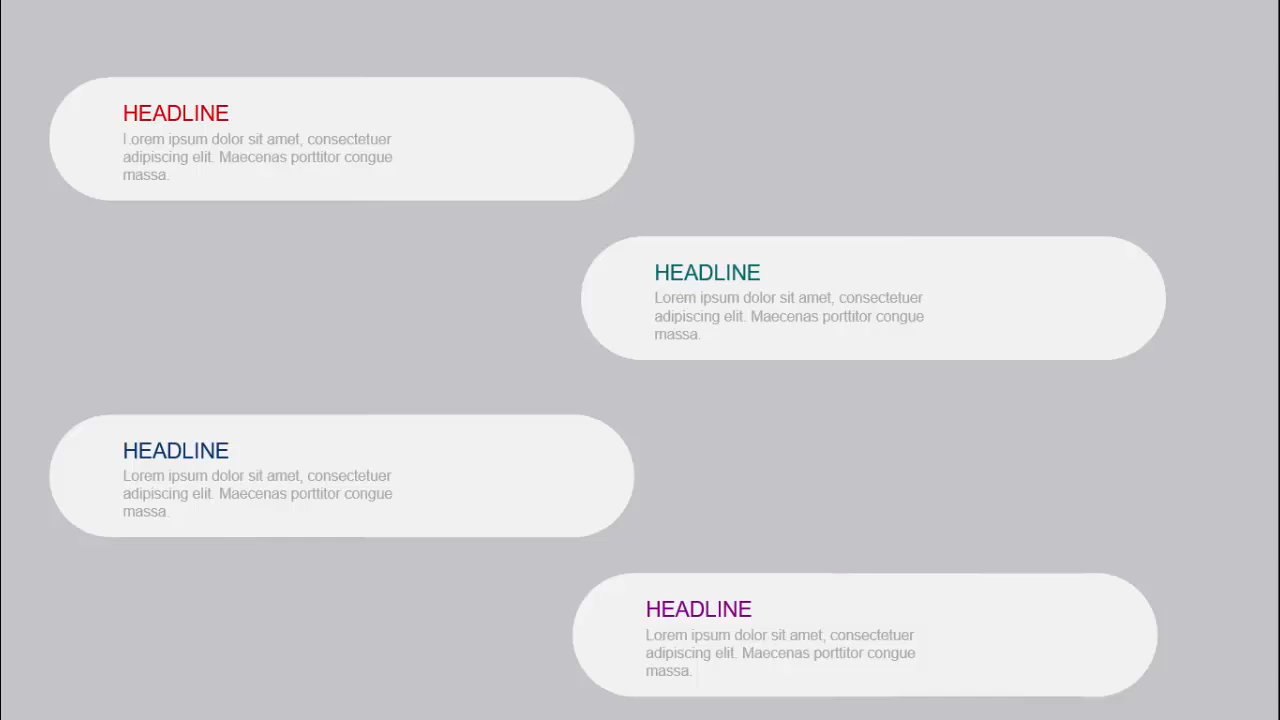 HEADLINE
Lorem ipsum dolor sit amet, consectetuer
adipiscing elit. Maecenas porttitor congue
massa.
HEADLINE
Lorem ipsum dolor sit amet, consectetuer
adipiscing elit. Maecenas porttitor congue
massa.
HEADLINE
Lorem ipsum dolor sit amet, consectetuer
adipiscing elit. Maecenas porttitor congue
massa.
HEADLINE
Lorem ipsum dolor sit amet, consectetuer
adipiscing elit. Maecenas porttitor congue
massa.